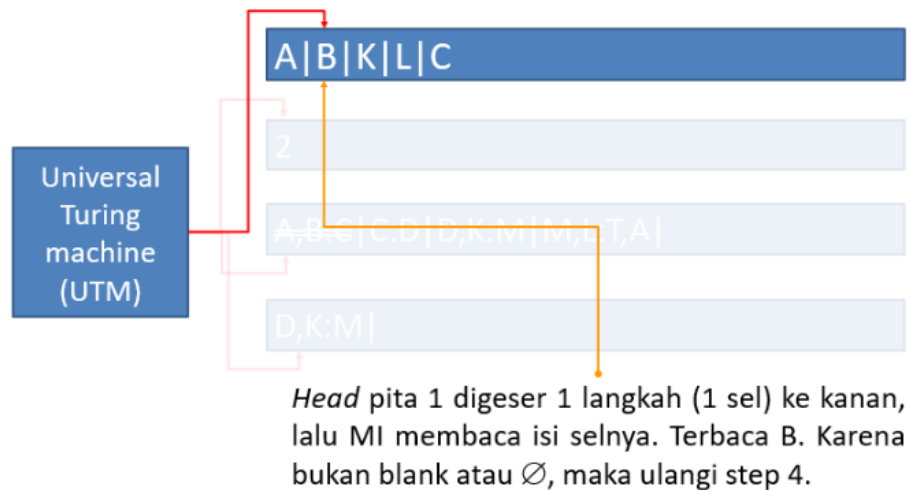 A|B|K|L|C
2
Universal
Turing
machine
(UTM)
A,B:C|C:D|D,K:M|M,L:T,A|
D,K:M|
Head pita 1 digeser 1 langkah (1 sel) ke kanan,
lalu MI membaca isi selnya. Terbaca B. Karena
bukan blank atau ∅, maka ulangi step 4.